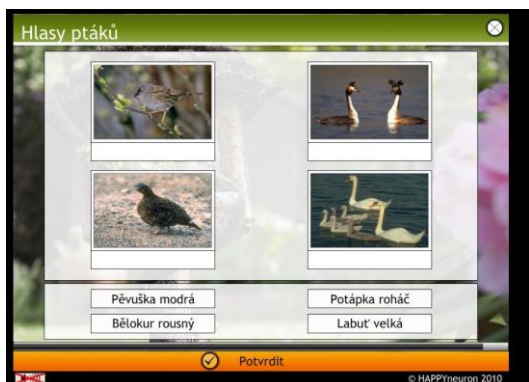 Hlasy ptáků
Pěvuška modrá
Potápka roháč
Bělokur rousný
Labuť velká
Potvrdit
© HAPPYneuron 2010